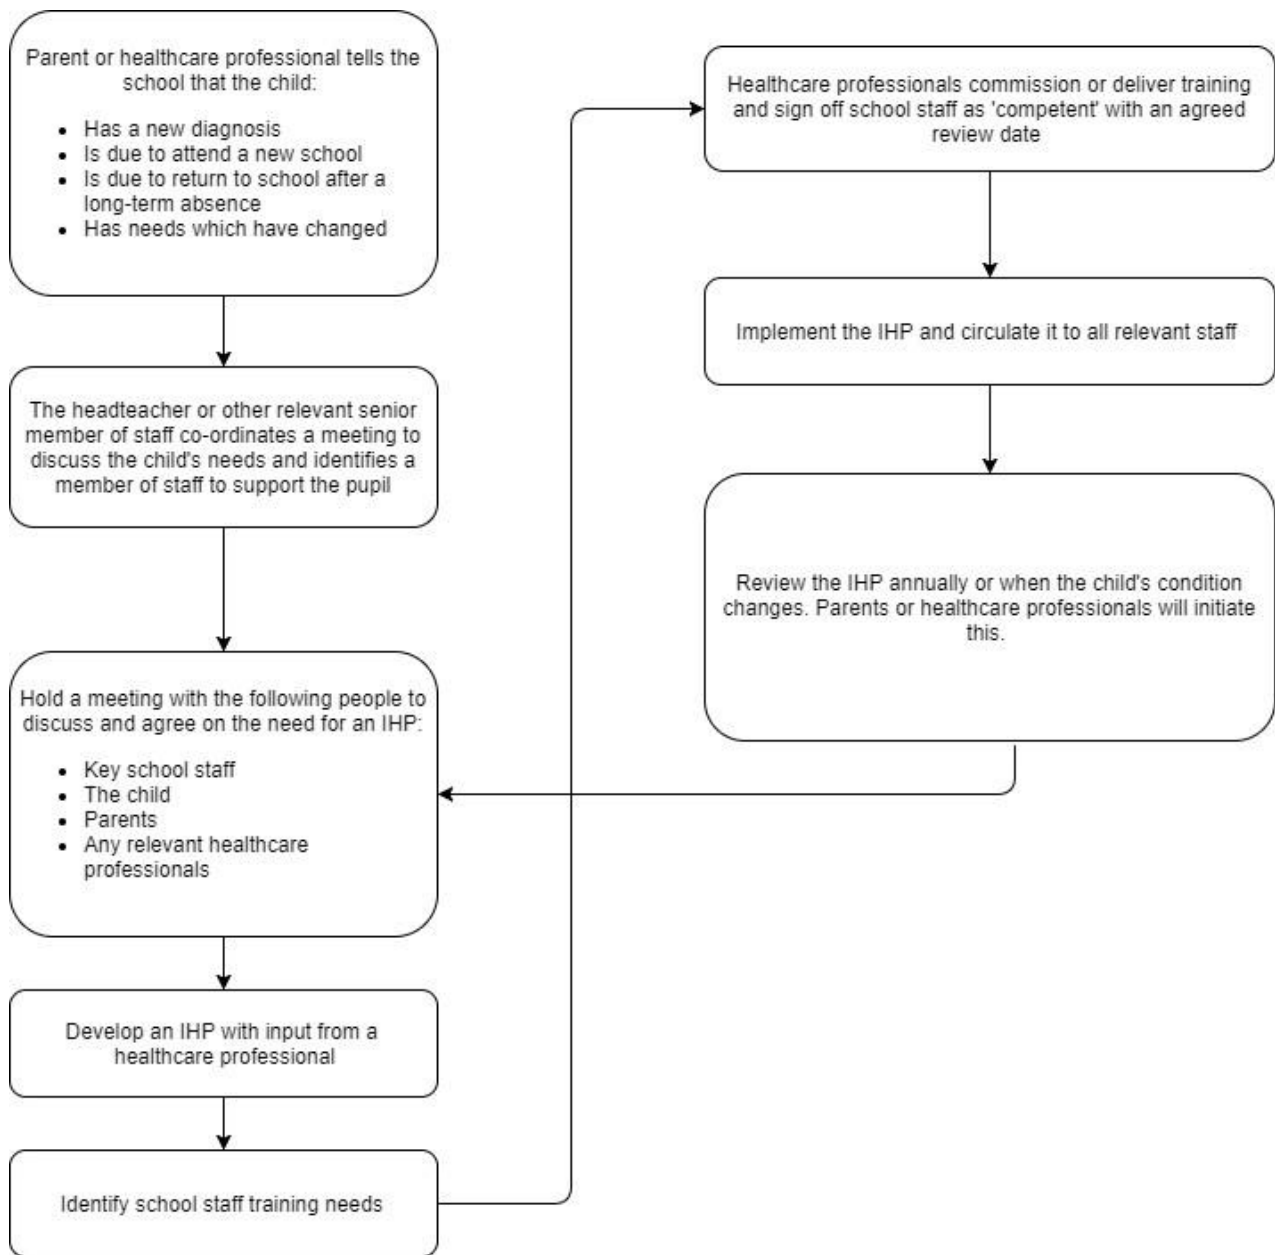 Parent or healthcare professional tells the
school that the child:
• Has a new diagnosis
• Is due to attend a new school
• Is due to return to school after a
long-term absence
• Has needs which have changed
The headteacher or other relevant senior
member of staff co-ordinates a meeting to
discuss the child's needs and identifies a
member of staff to support the pupil
Hold a meeting with the following people to
discuss and agree on the need for an IHP:
• Key school staff
• The child
• Parents
• Any relevant healthcare
professionals
Develop an IHP with input from a
healthcare professional
Identify school staff training needs
Healthcare professionals commission or deliver training
and sign off school staff as 'competent' with an agreed
review date
Implement the IHP and circulate it to all relevant staff
Review the IHP annually or when the child's condition
changes. Parents or healthcare professionals will initiate
this.